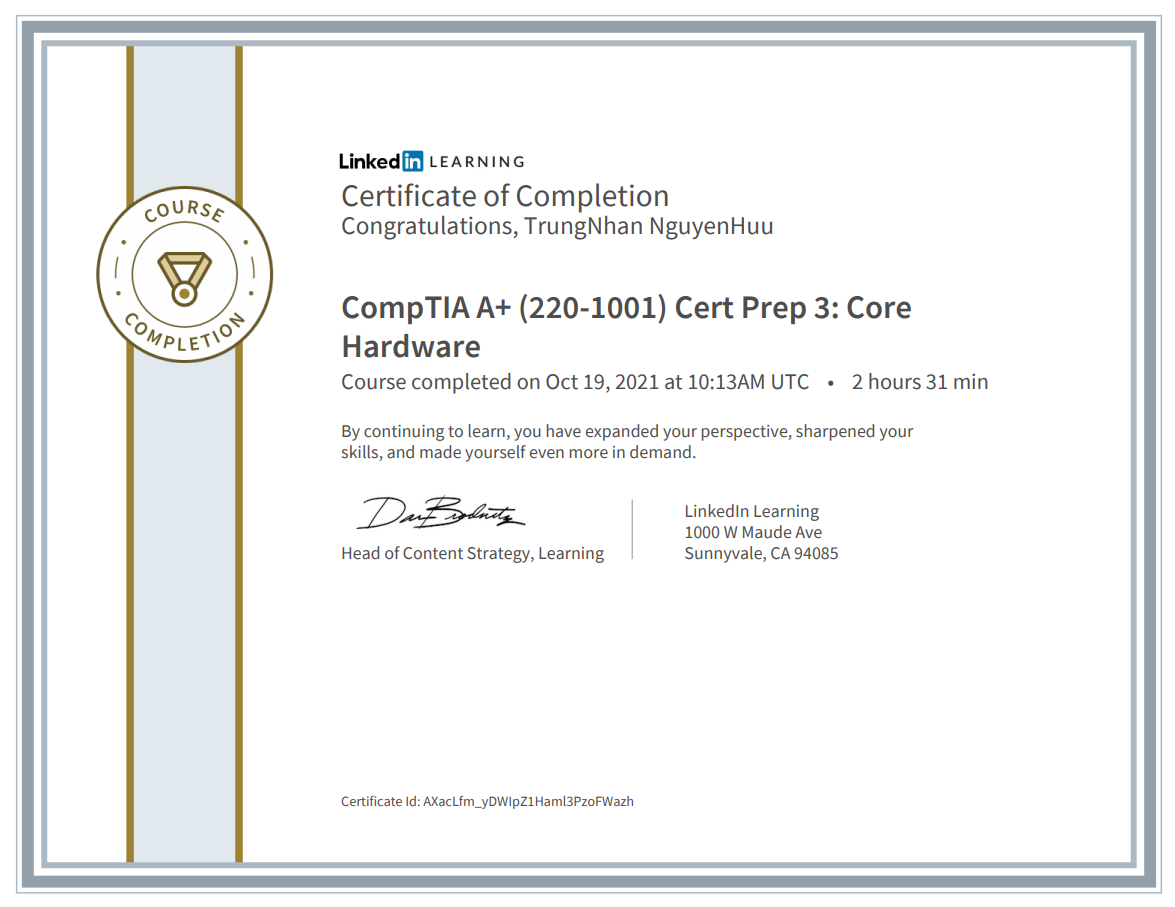 LinkedIn LEARNING
Certificate of Completion
Congratulations, TrungNhan NguyenHuu
COURSE
COMPLETION
CompTIA A+ (220-1001) Cert Prep 3: Core
Hardware
Course completed on Oct 19, 2021 at 10:13AM UTC • 2 hours 31 min
By continuing to learn, you have expanded your perspective, sharpened your
skills, and made yourself even more in demand.
Dan Brodnitz
Head of Content Strategy, Learning
LinkedIn Learning
1000 W Maude Ave
Sunnyvale, CA 94085
Certificate Id: AXacLfm_yDWIpZ1Haml3PzoFWazh